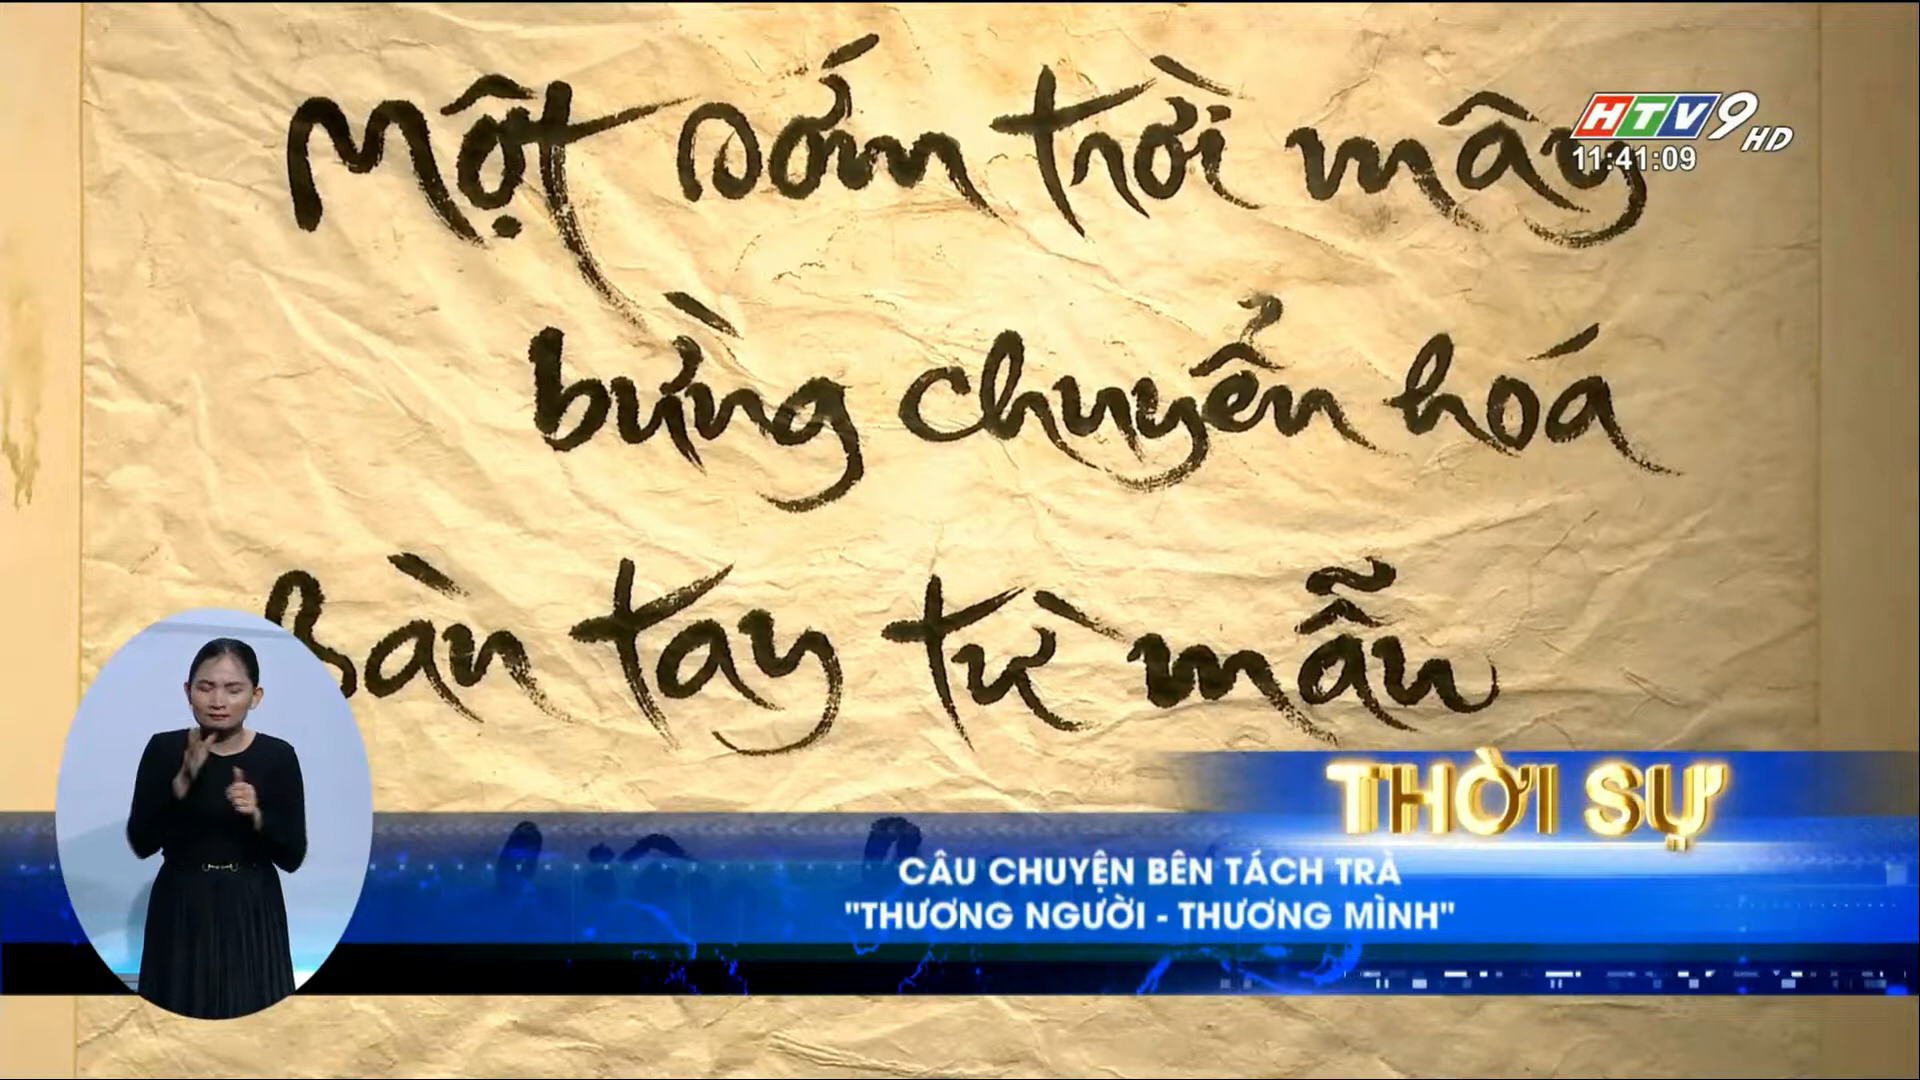 Một sớm trời mây
HTV9 HD
11:41:09
bừng chuyển hoá
Bàn tay từ mẫu
THỜI SỰ
CÂU CHUYỆN BÊN TÁCH TRÀ
"THƯƠNG NGƯỜI - THƯƠNG MÌNH"